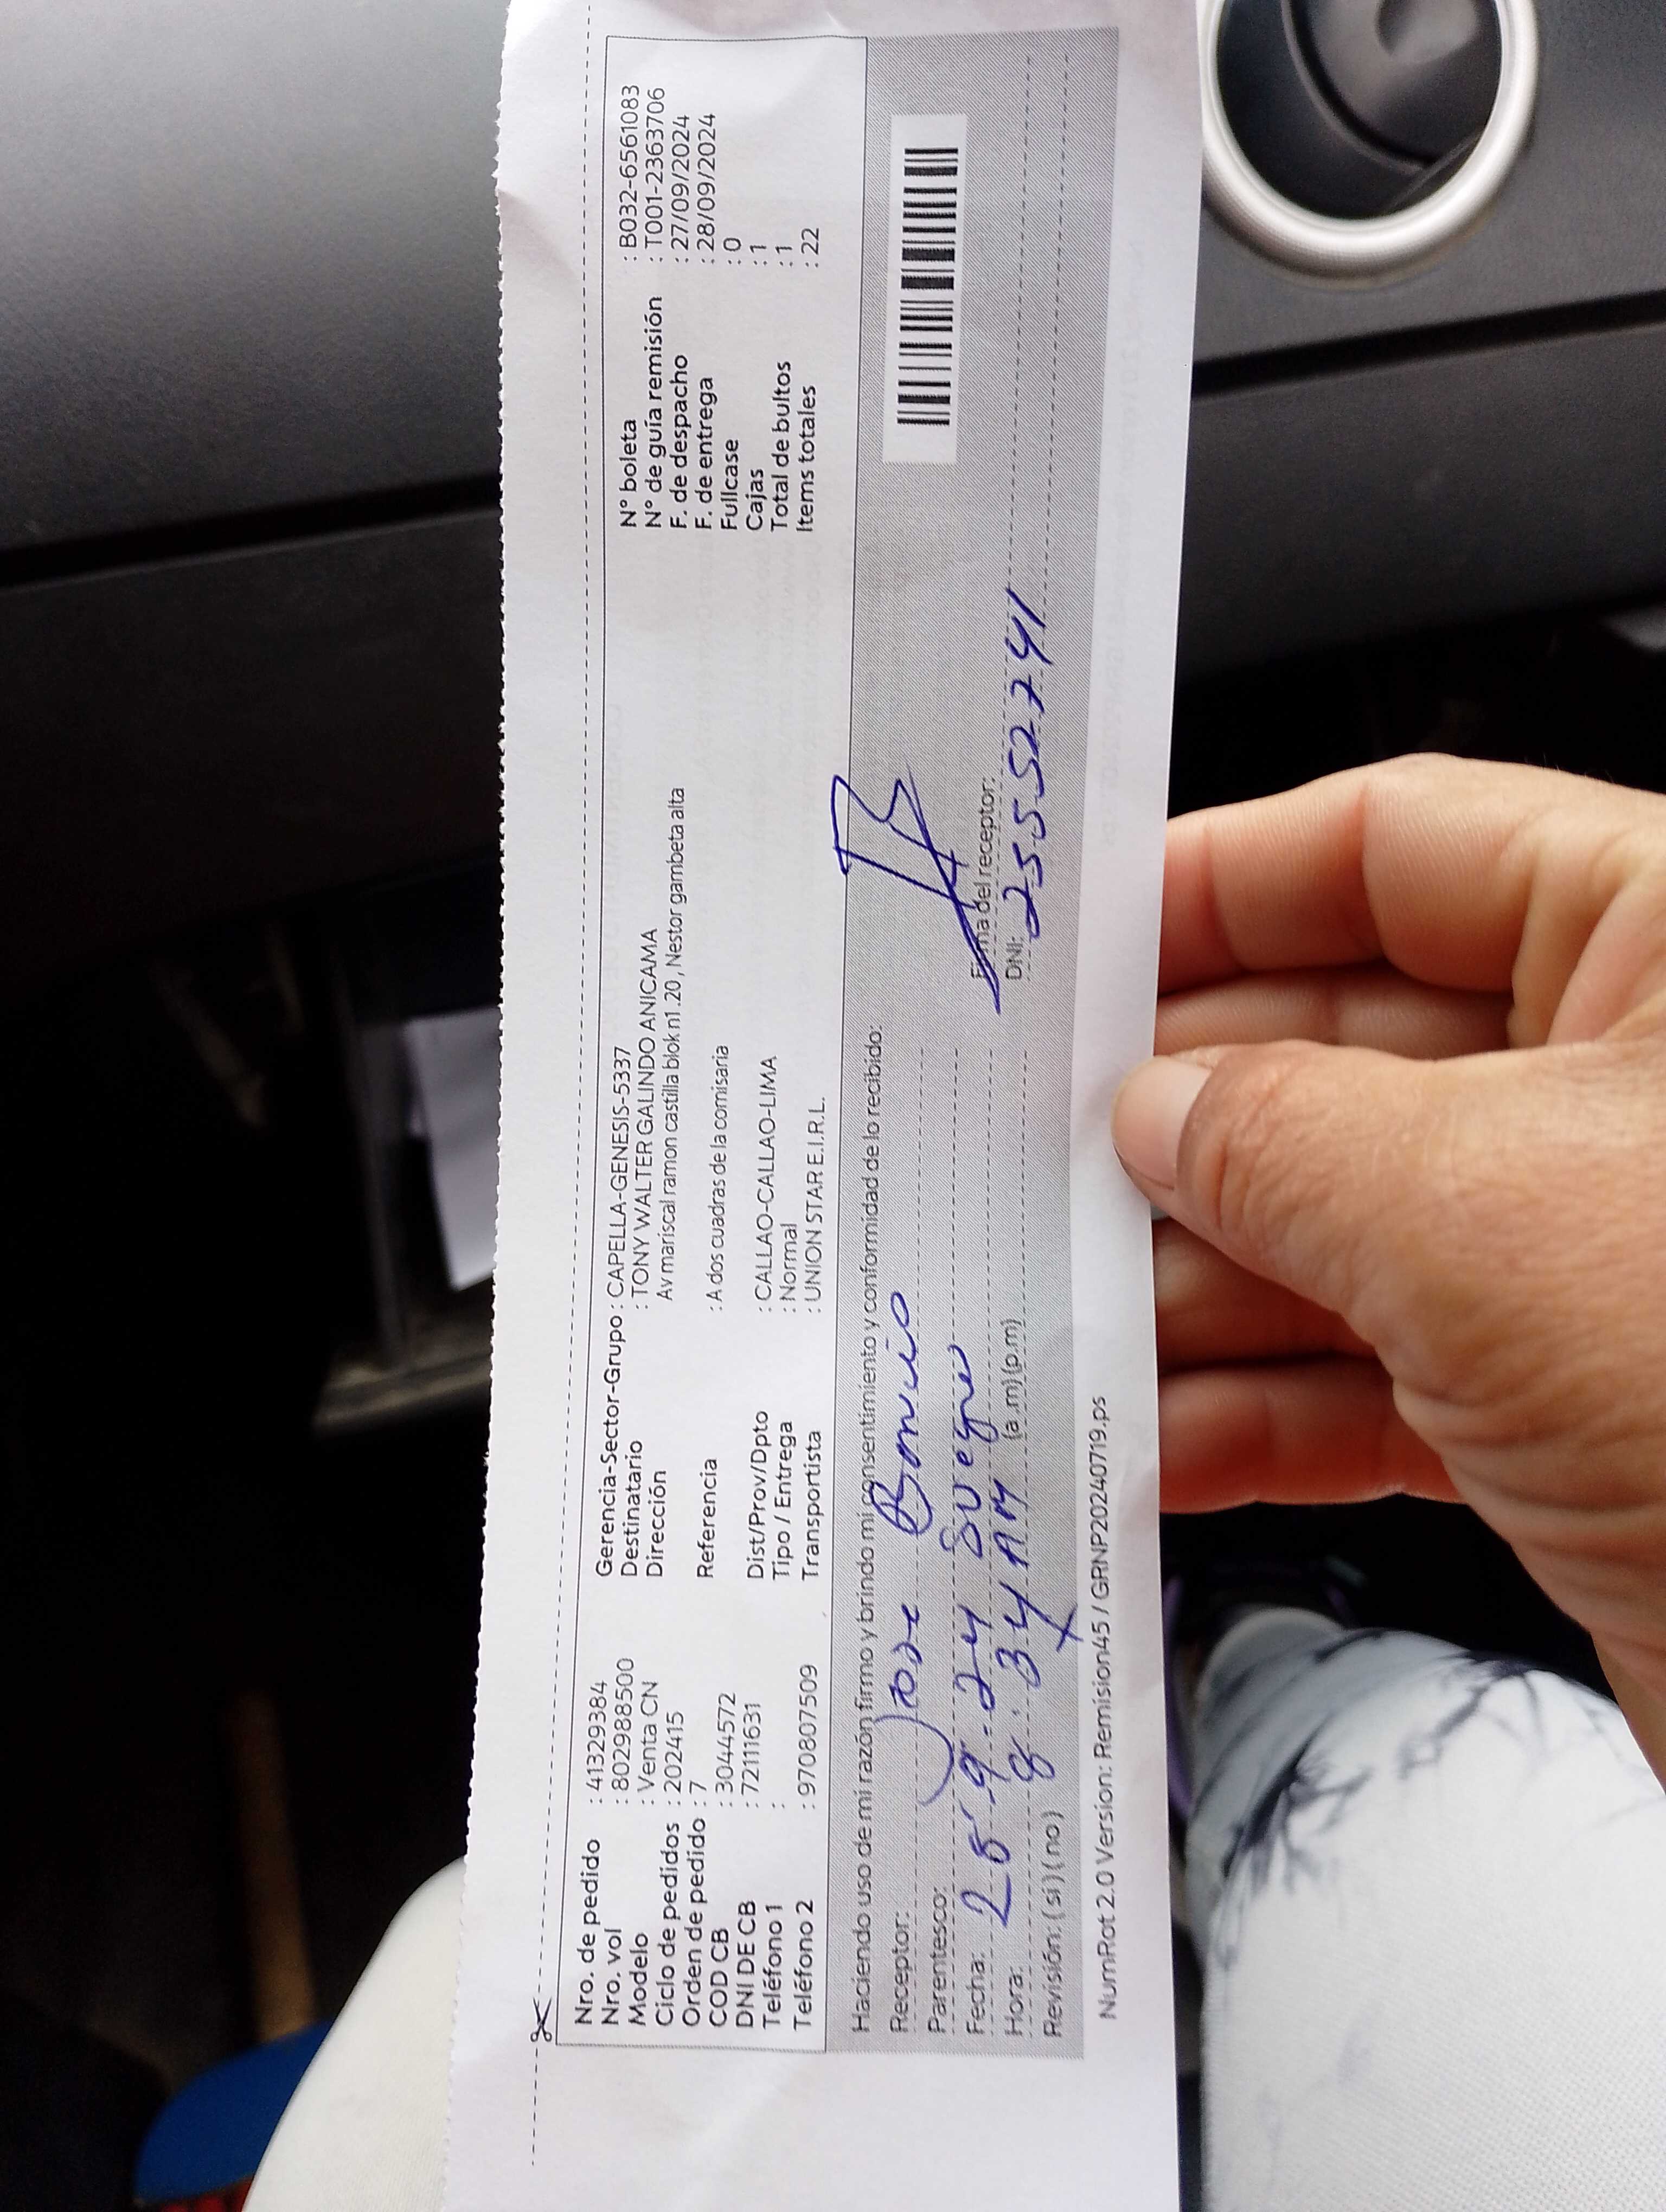 Nro. de pedido : 41329384
Nro. vol : 8029888500
Modelo : Venta CN
Ciclo de pedidos : 202415
Orden de pedido : 7
COD CB : 3044572
DNI DE CB : 72111631
Teléfono 1 :
Teléfono 2 : 970807509
Gerencia-Sector-Grupo : CAPELLA-GENESIS-5337
Destinatario : TONY WALTER GALINDO ANICAMA
Dirección Av mariscal ramon castilla blok n1 .20 , Nestor gambeta alta
Referencia : A dos cuadras de la comisaria
Dist/Prov/Dpto : CALLAO-CALLAO-LIMA
Tipo / Entrega : Normal
Transportista : UNION STAR E.I.R.L.
N° boleta : B032-6561083
N° de guía remisión : T001-2363706
F. de despacho : 27/09/2024
F. de entrega : 28/09/2024
Fullcase : 0
Cajas : 1
Total de bultos : 1
Items totales : 22
Haciendo uso de mi razón firmo y brindo mi consentimiento y conformidad de lo recibido:
Receptor: Jose
Parentesco: Suegro
Fecha: 28-9-24
Hora: 8:34 AM (a .m) (p.m)
Revisión: (si) (no)
Firma del receptor:
DNI: 25552241
NumRot 2.0 Version: Remision45 / GRNP20240719.ps